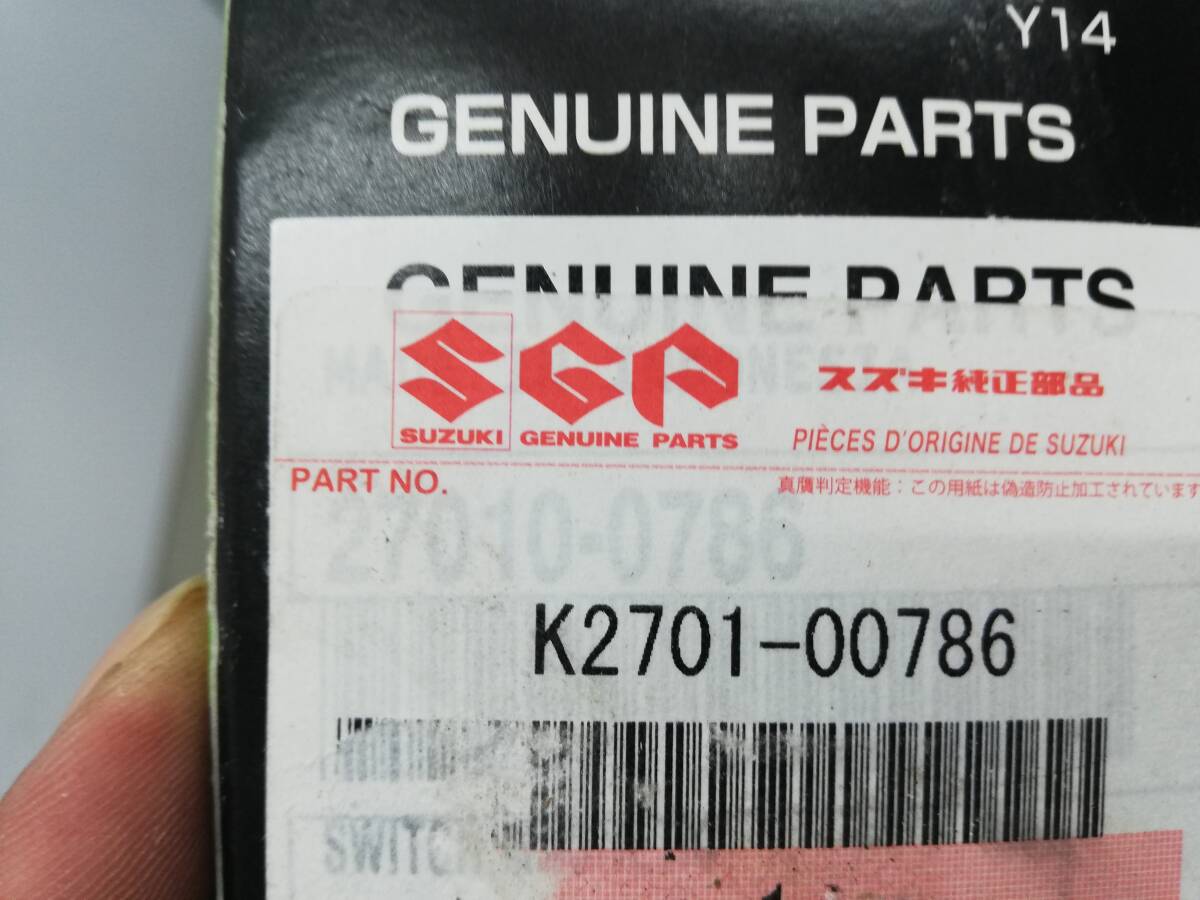 Y14
GENUINE PARTS
GENUINE PARTS
SUZUKI GENUINE PARTS
スズキ純正部品
PIÈCES D'ORIGINE DE SUZUKI
PART NO.
真贋判定機能：この用紙は偽造防止加工されています
27010-0786
K2701-00786
SWITCH